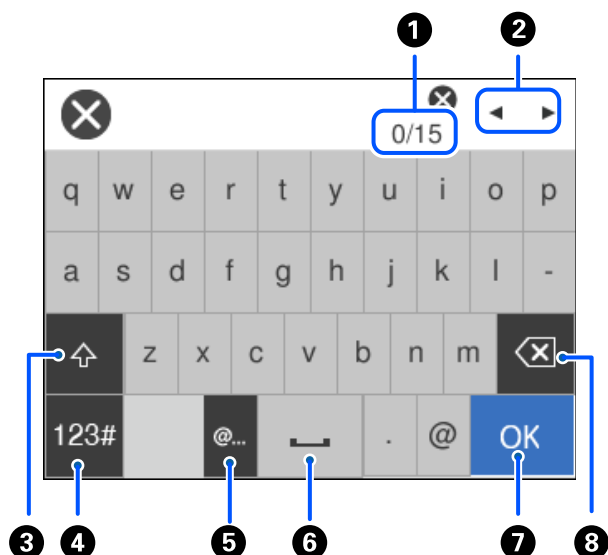 1 2
0/15
q w e r t y u i o p
a s d f g h j k l -
z x c v b n m
123# @... . @ OK
3 4 5 6 7 8